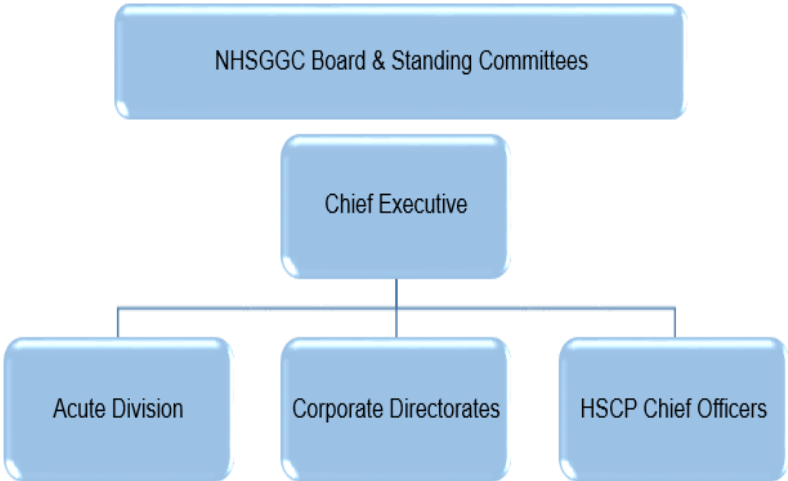 NHSGGC Board & Standing Committees
Chief Executive
Acute Division
Corporate Directorates
HSCP Chief Officers